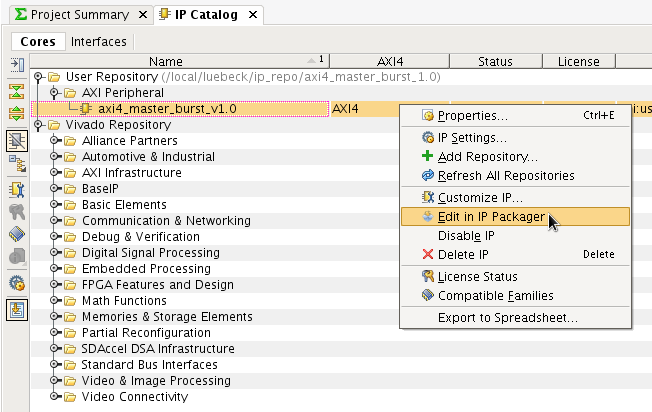 Project Summary × IP Catalog ×
Cores Interfaces
Name 1 AXI4 Status License
User Repository (/local/luebeck/ip_repo/axi4_master_burst_1.0)
AXI Peripheral
axi4_master_burst_v1.0 AXI4 i:us
Vivado Repository
Alliance Partners
Automotive & Industrial
AXI Infrastructure
BaseIP
Basic Elements
Communication & Networking
Debug & Verification
Digital Signal Processing
Embedded Processing
FPGA Features and Design
Math Functions
Memories & Storage Elements
Partial Reconfiguration
SDAccel DSA Infrastructure
Standard Bus Interfaces
Video & Image Processing
Video Connectivity
Properties... Ctrl+E
IP Settings...
Add Repository...
Refresh All Repositories
Customize IP...
Edit in IP Packager
Disable IP
Delete IP Delete
License Status
Compatible Families
Export to Spreadsheet...